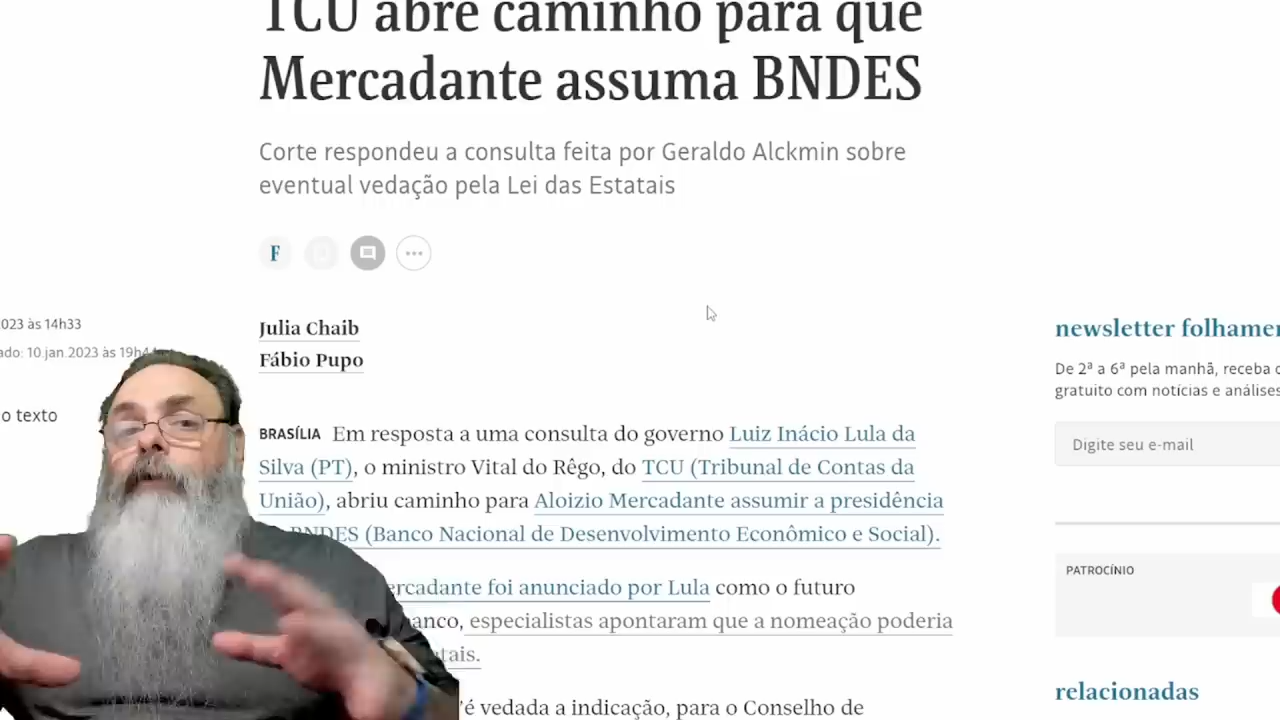 TCU abre caminho para que
Mercadante assuma BNDES
Corte respondeu a consulta feita por Geraldo Alckmin sobre
eventual vedação pela Lei das Estatais
F
Julia Chaib
Fábio Pupo
023 às 14h33
ado: 10.jan.2023 às 19h44
o texto
BRASÍLIA Em resposta a uma consulta do governo Luiz Inácio Lula da
Silva (PT), o ministro Vital do Rêgo, do TCU (Tribunal de Contas da
União), abriu caminho para Aloizio Mercadante assumir a presidência
BNDES (Banco Nacional de Desenvolvimento Econômico e Social).
ercadante foi anunciado por Lula como o futuro
anco, especialistas apontaram que a nomeação poderia
tais.
é vedada a indicação, para o Conselho de
newsletter folhamer
De 2ª a 6ª pela manhã, receba
gratuito com notícias e análises
Digite seu e-mail
PATROCÍNIO
relacionadas